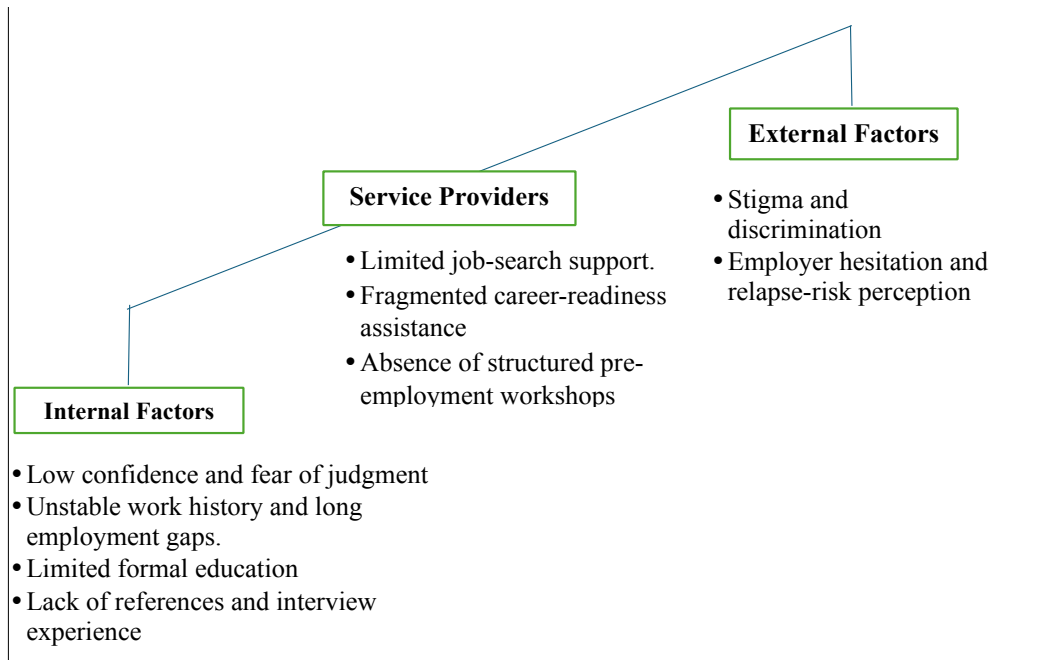 External Factors
• Stigma and
discrimination
• Employer hesitation and
relapse-risk perception
Service Providers
• Limited job-search support.
• Fragmented career-readiness
assistance
• Absence of structured pre-
employment workshops
Internal Factors
• Low confidence and fear of judgment
• Unstable work history and long
employment gaps.
• Limited formal education
• Lack of references and interview
experience